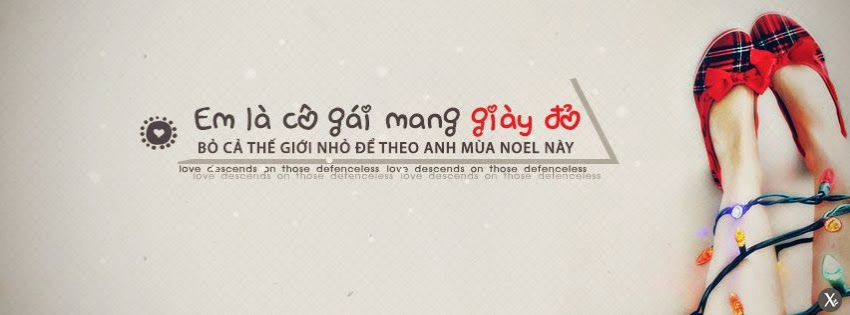 Em là cô gái mang giày đỏ
BỎ CẢ THẾ GIỚI NHỎ ĐỂ THEO ANH MÙA NOEL NÀY
love descends on those defenceless love descends on those defenceless
love descends on those defenceless love descends on those defenceless